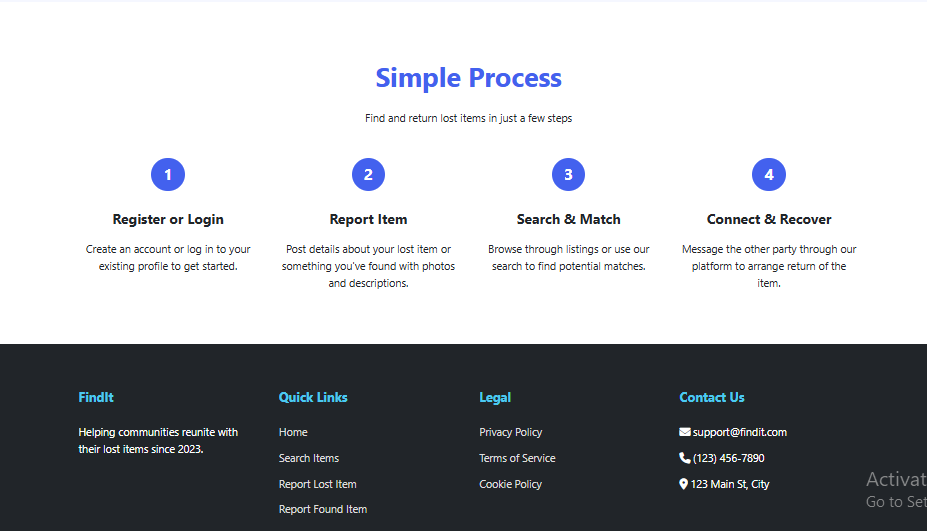 Simple Process
Find and return lost items in just a few steps
1
2
3
4
Register or Login
Report Item
Search & Match
Connect & Recover
Create an account or log in to your
existing profile to get started.
Post details about your lost item or
something you've found with photos
and descriptions.
Browse through listings or use our
search to find potential matches.
Message the other party through our
platform to arrange return of the
item.
FindIt
Helping communities reunite with
their lost items since 2023.
Quick Links
Home
Search Items
Report Lost Item
Report Found Item
Legal
Privacy Policy
Terms of Service
Cookie Policy
Contact Us
support@findit.com
(123) 456-7890
123 Main St, City
Activat
Go to Set